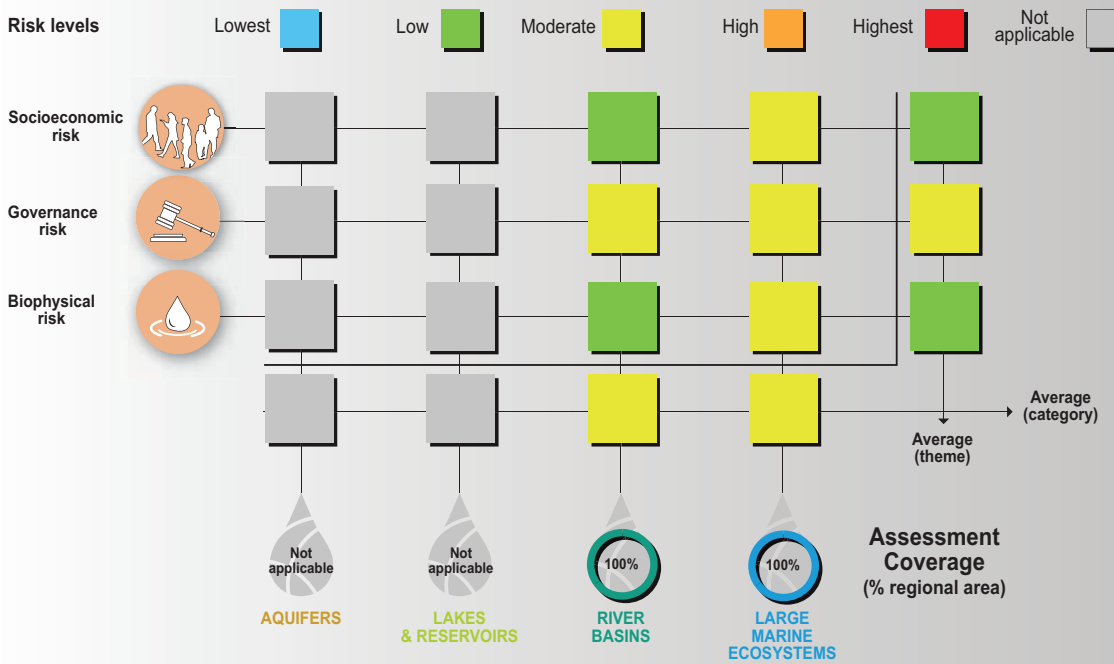 Risk levels
Lowest
Low
Moderate
High
Highest
Not
applicable
Socioeconomic
risk
Governance
risk
Biophysical
risk
Average
(category)
Average
(theme)
Not
applicable
Not
applicable
100%
100%
Assessment
Coverage
(% regional area)
AQUIFERS
LAKES
& RESERVOIRS
RIVER
BASINS
LARGE
MARINE
ECOSYSTEMS